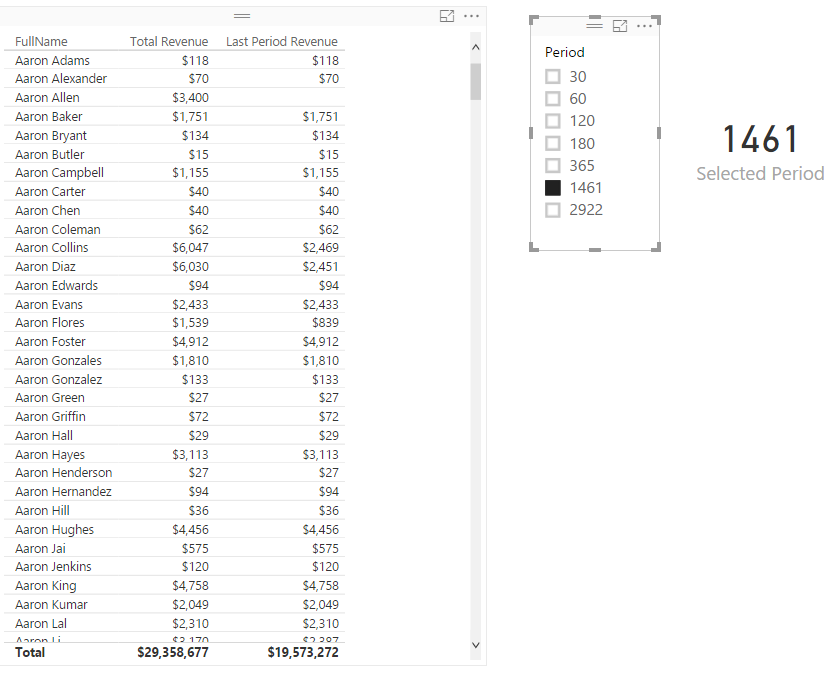 FullName Total Revenue Last Period Revenue
Aaron Adams $118 $118
Aaron Alexander $70 $70
Aaron Allen $3,400
Aaron Baker $1,751 $1,751
Aaron Bryant $134 $134
Aaron Butler $15 $15
Aaron Campbell $1,155 $1,155
Aaron Carter $40 $40
Aaron Chen $40 $40
Aaron Coleman $62 $62
Aaron Collins $6,047 $2,469
Aaron Diaz $6,030 $2,451
Aaron Edwards $94 $94
Aaron Evans $2,433 $2,433
Aaron Flores $1,539 $839
Aaron Foster $4,912 $4,912
Aaron Gonzales $1,810 $1,810
Aaron Gonzalez $133 $133
Aaron Green $27 $27
Aaron Griffin $72 $72
Aaron Hall $29 $29
Aaron Hayes $3,113 $3,113
Aaron Henderson $27 $27
Aaron Hernandez $94 $94
Aaron Hill $36 $36
Aaron Hughes $4,456 $4,456
Aaron Jai $575 $575
Aaron Jenkins $120 $120
Aaron King $4,758 $4,758
Aaron Kumar $2,049 $2,049
Aaron Lal $2,310 $2,310
Aaron Li $3,170 $2,387
Total $29,358,677 $19,573,272
Period
30
60
120
180
365
1461
2922
1461
Selected Period